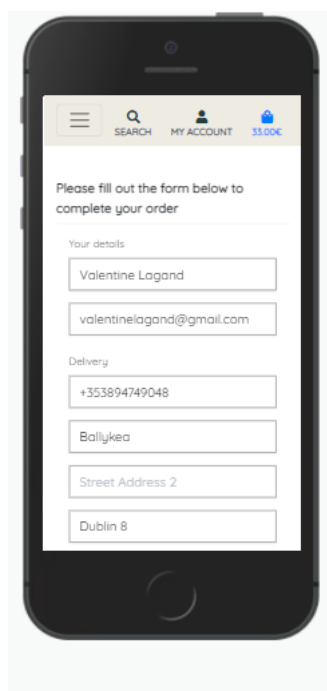 SEARCH MY ACCOUNT 33.00€
Please fill out the form below to
complete your order
Your details
Valentine Lagand
valentinelagand@gmail.com
Delivery
+353894749048
Ballykea
Street Address 2
Dublin 8